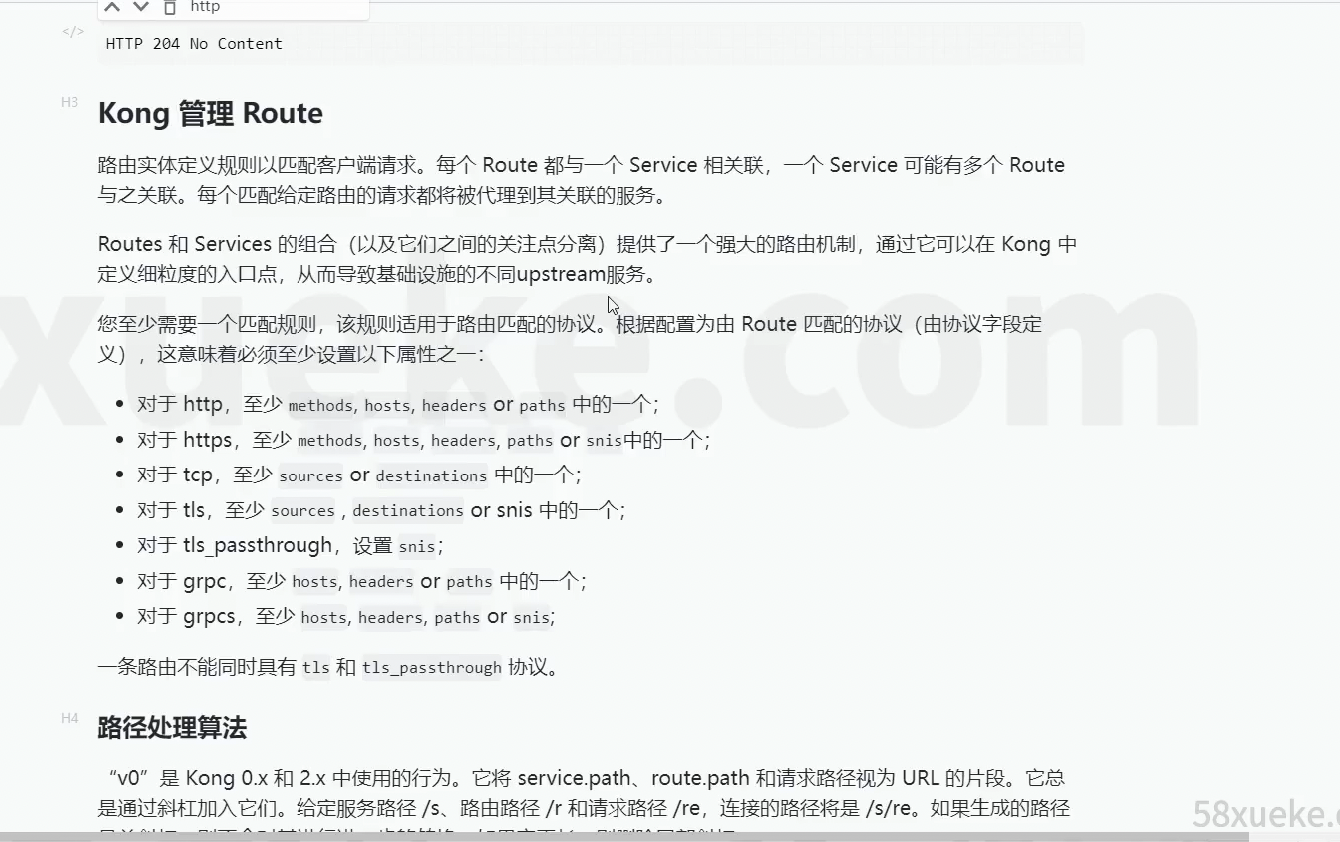 http
</>
HTTP 204 No Content
H3
Kong 管理 Route
路由实体定义规则以匹配客户端请求。每个 Route 都与一个 Service 相关联，一个 Service 可能有多个 Route
与之关联。每个匹配给定路由的请求都将被代理到其关联的服务。
Routes 和 Services 的组合（以及它们之间的关注点分离）提供了一个强大的路由机制，通过它可以在 Kong 中
定义细粒度的入口点，从而导致基础设施的不同upstream服务。
您至少需要一个匹配规则，该规则适用于路由匹配的协议。根据配置为由 Route 匹配的协议（由协议字段定
义），这意味着必须至少设置以下属性之一：
• 对于 http，至少 methods, hosts, headers or paths 中的一个；
• 对于 https，至少 methods, hosts, headers, paths or snis中的一个；
• 对于 tcp，至少 sources or destinations 中的一个；
• 对于 tls，至少 sources , destinations or snis 中的一个；
• 对于 tls_passthrough，设置 snis；
• 对于 grpc，至少 hosts, headers or paths 中的一个；
• 对于 grpcs，至少 hosts, headers, paths or snis;
一条路由不能同时具有 tls 和 tls_passthrough 协议。
H4
路径处理算法
“v0”是 Kong 0.x 和 2.x 中使用的行为。它将 service.path、route.path 和请求路径视为 URL 的片段。它总
是通过斜杠加入它们。给定服务路径 /s、路由路径 /r 和请求路径 /re，连接的路径将是 /s/re。如果生成的路径
xueke.com
58xueke.c